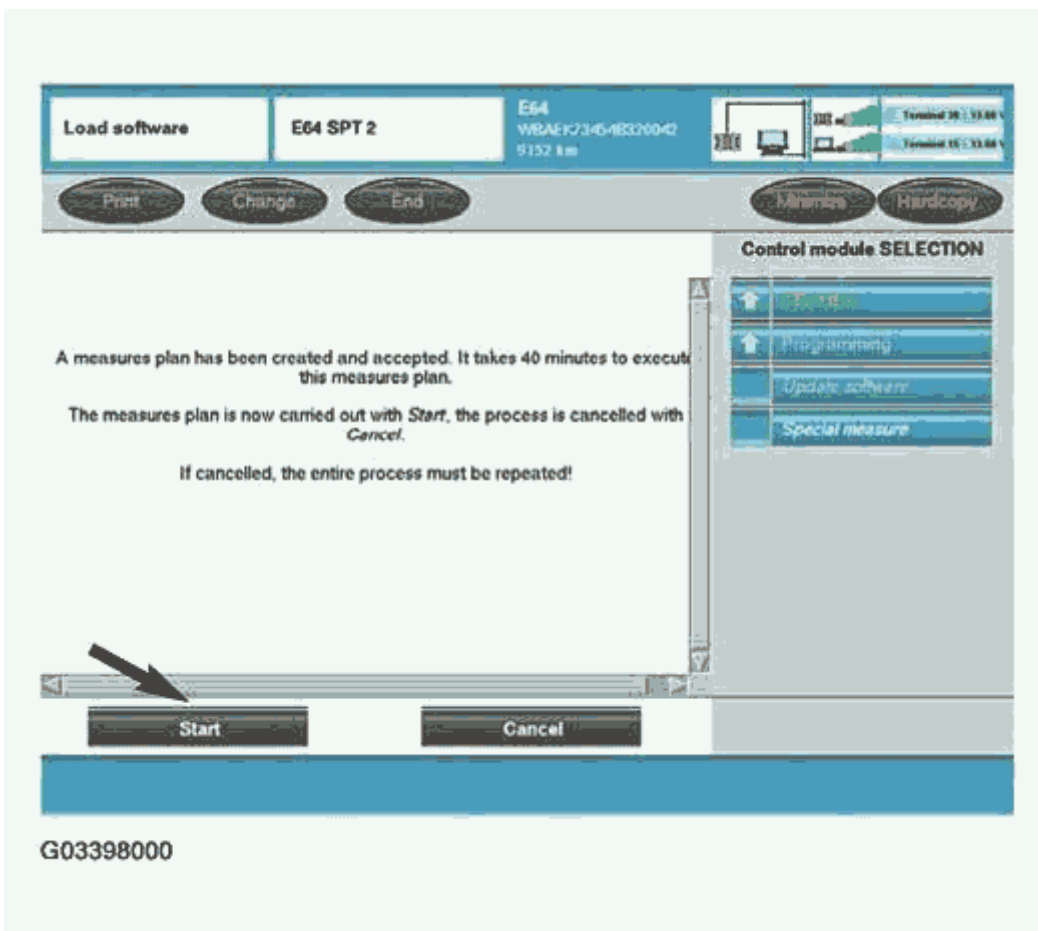 Load software
E64 SPT 2
E64
9152 km
Print
Change
End
Minimize
Hardcopy
Control module SELECTION
Programming
Update software
Special measure
A measures plan has been created and accepted. It takes 40 minutes to execute
this measures plan.
The measures plan is now carried out with Start, the process is cancelled with
Cancel.
If cancelled, the entire process must be repeated!
Start
Cancel
G03398000